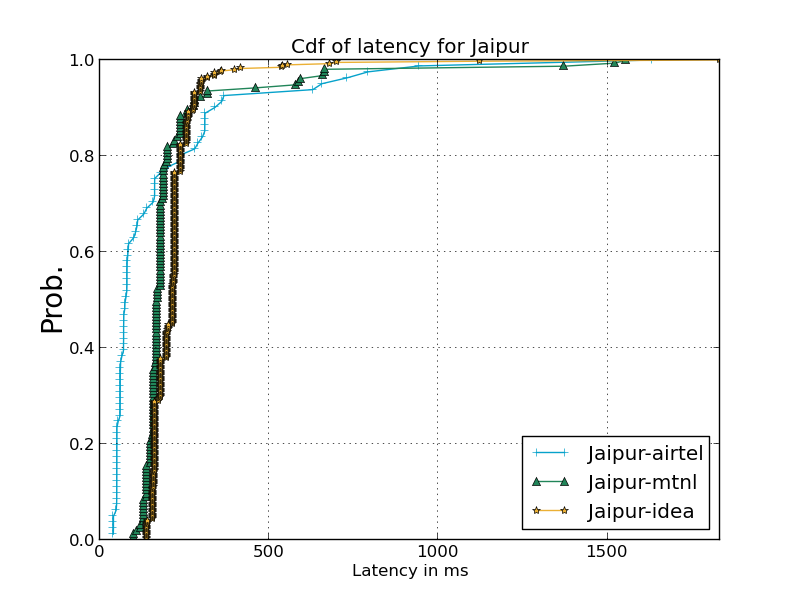 Cdf of latency for Jaipur
1.0
0.8
0.6
0.4
0.2
0.0
Prob.
0
500
1000
1500
Latency in ms
Jaipur-airtel
Jaipur-mtnl
Jaipur-idea